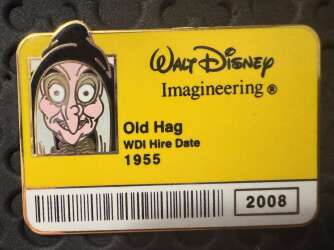 Walt Disney
Imagineering ®
Old Hag
WDI Hire Date
1955
2008